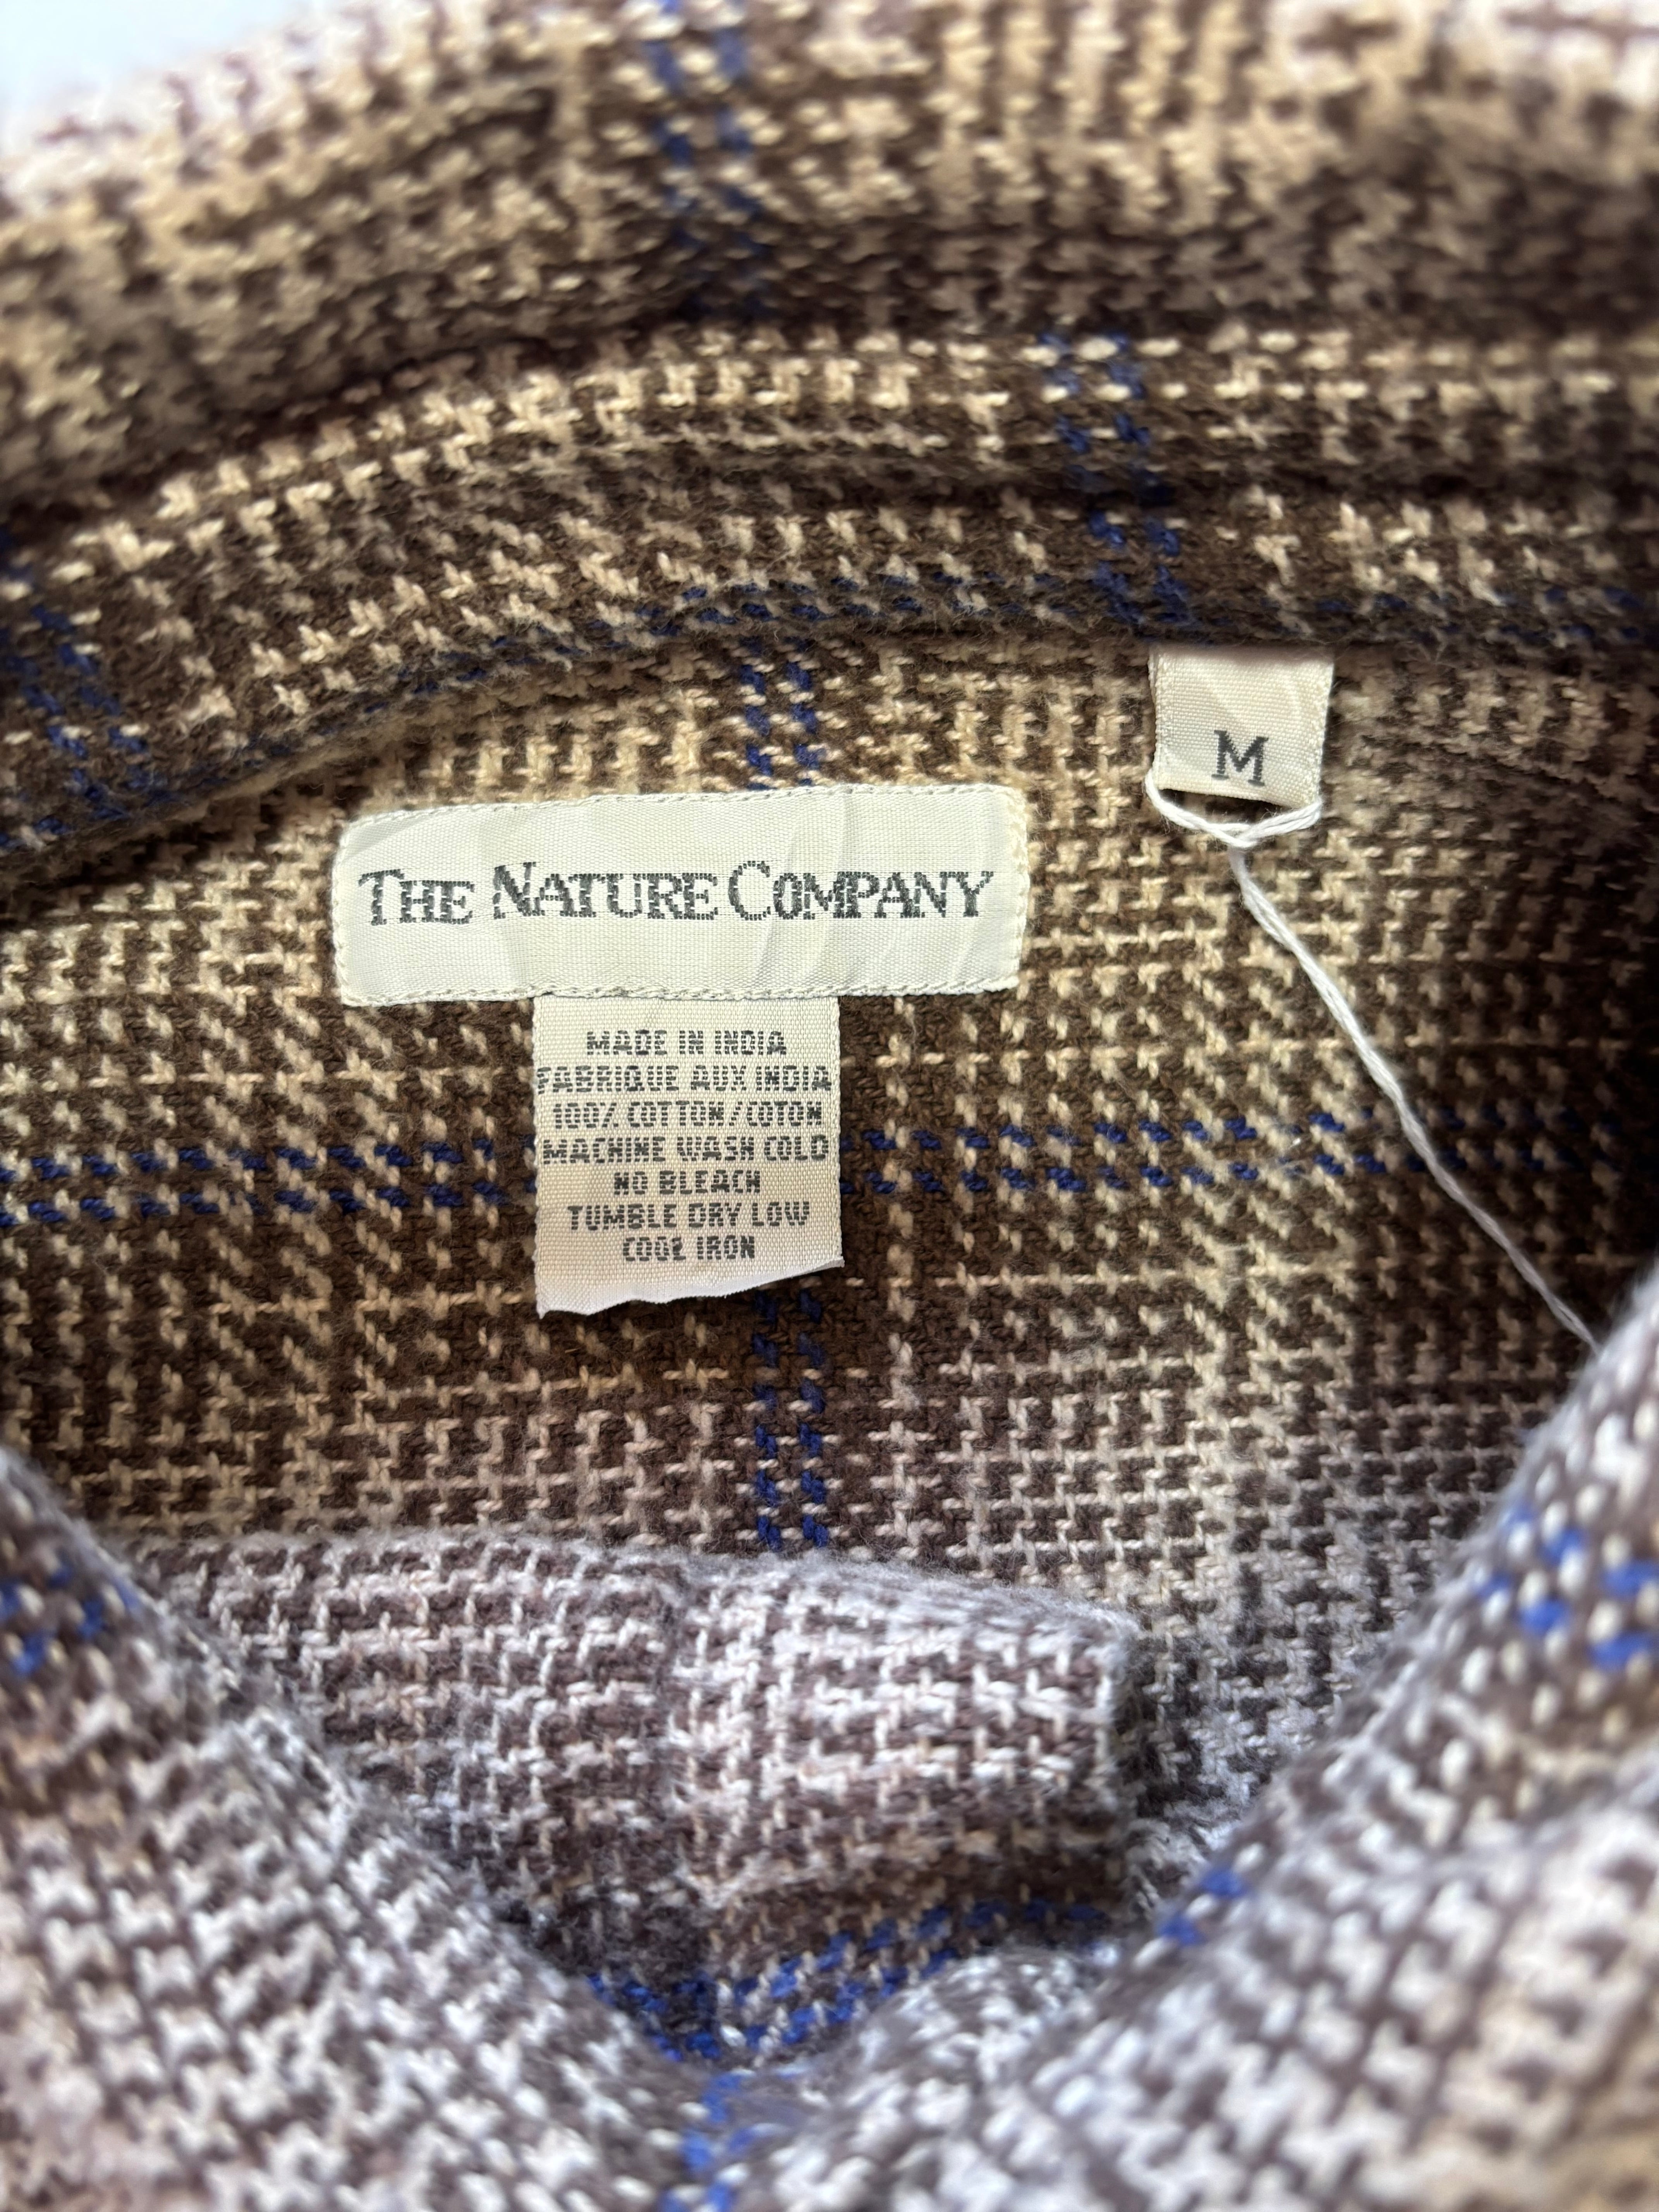 M
THE NATURE COMPANY
MADE IN INDIA
FABRIQUE AUX INDIA
100% COTTON/COTON
MACHINE WASH COLD
NO BLEACH
TUMBLE DRY LOW
COOL IRON